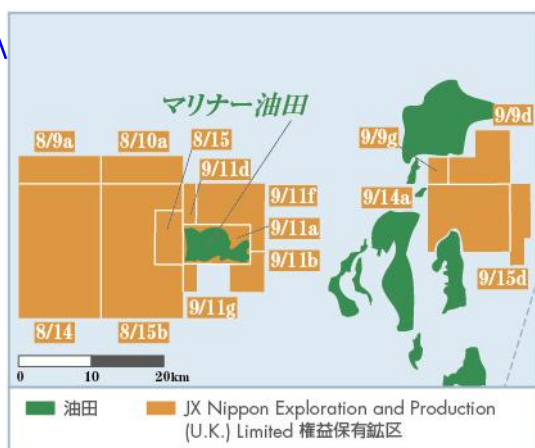 マリナー油田
8/9a
8/10a
8/15
9/11d
9/11f
9/11a
9/11b
9/11g
8/14
8/15b
9/9g
9/9d
9/14a
9/15d
0 10 20km
油田
JX Nippon Exploration and Production
(U.K.) Limited 権益保有鉱区